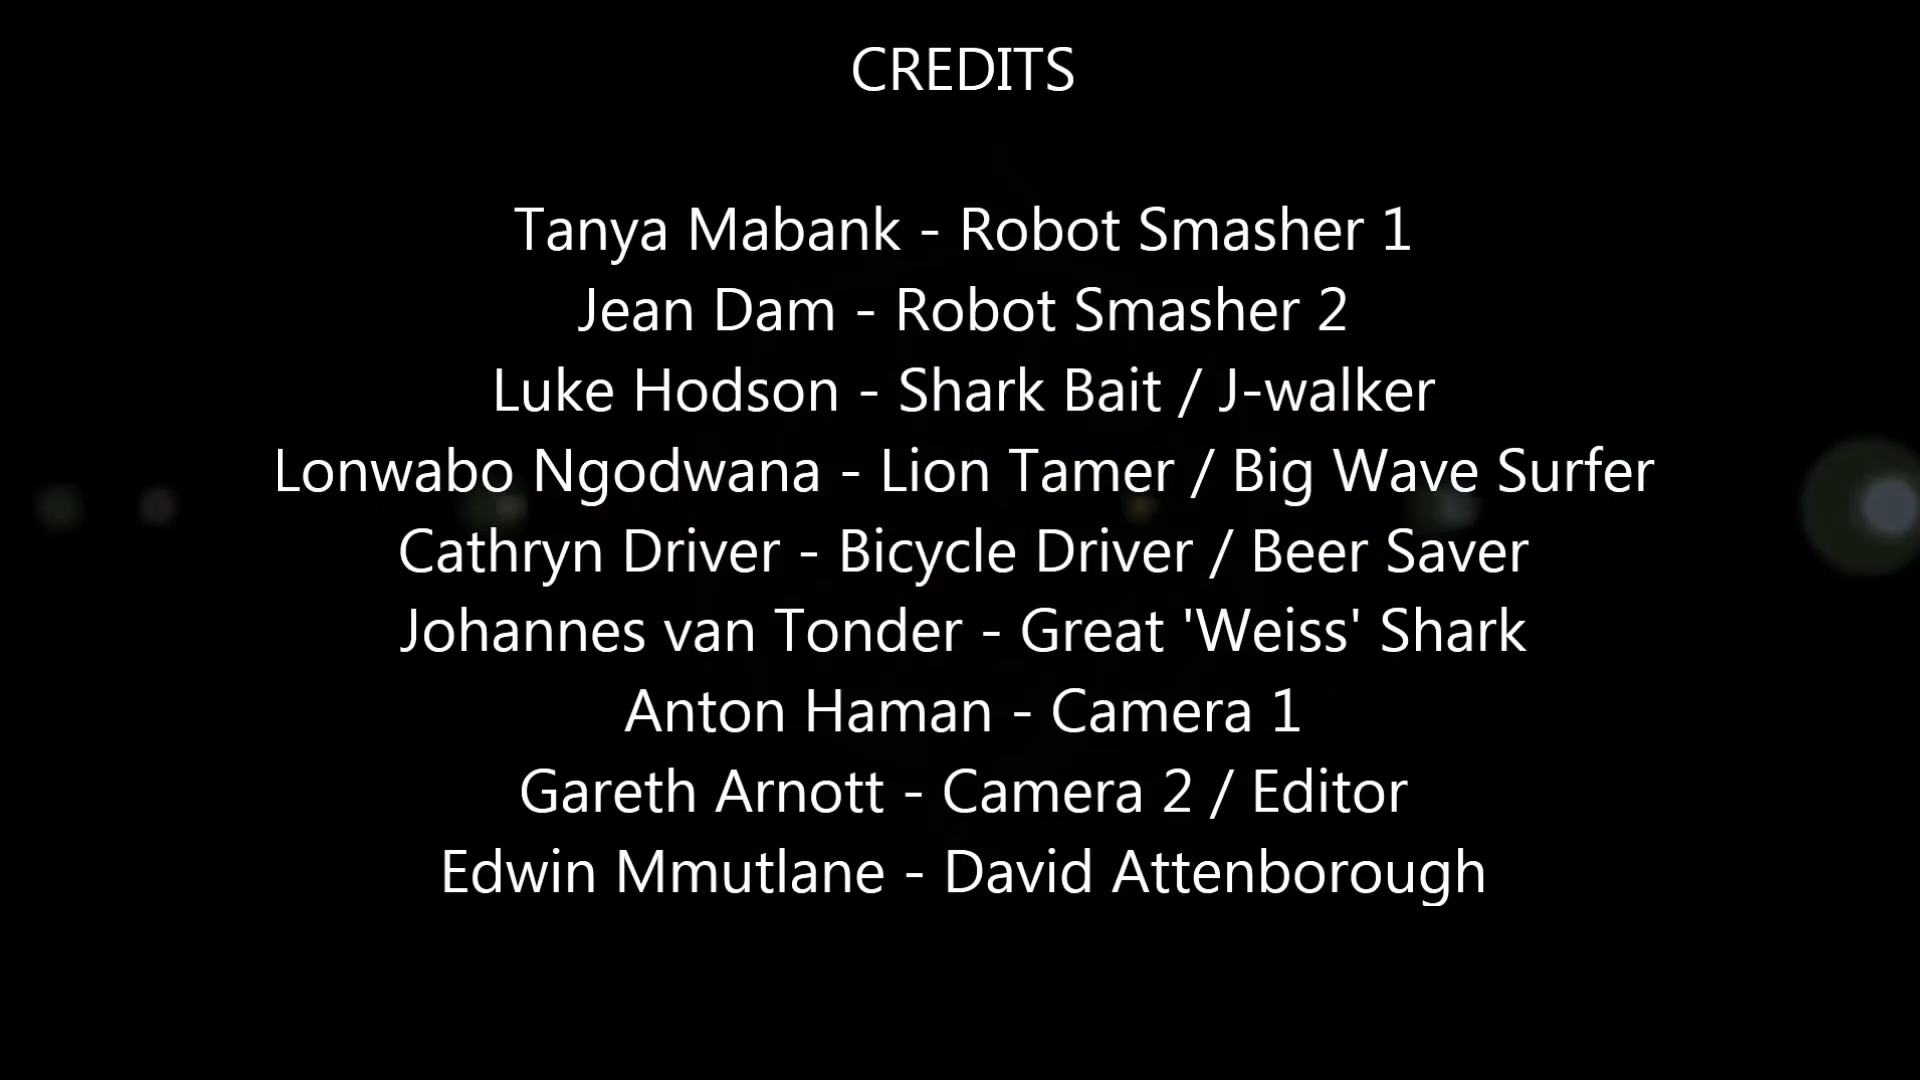 CREDITS
Tanya Mabank - Robot Smasher 1
Jean Dam - Robot Smasher 2
Luke Hodson - Shark Bait / J-walker
Lonwabo Ngodwana - Lion Tamer / Big Wave Surfer
Cathryn Driver - Bicycle Driver / Beer Saver
Johannes van Tonder - Great 'Weiss' Shark
Anton Haman - Camera 1
Gareth Arnott - Camera 2 / Editor
Edwin Mmutlane - David Attenborough